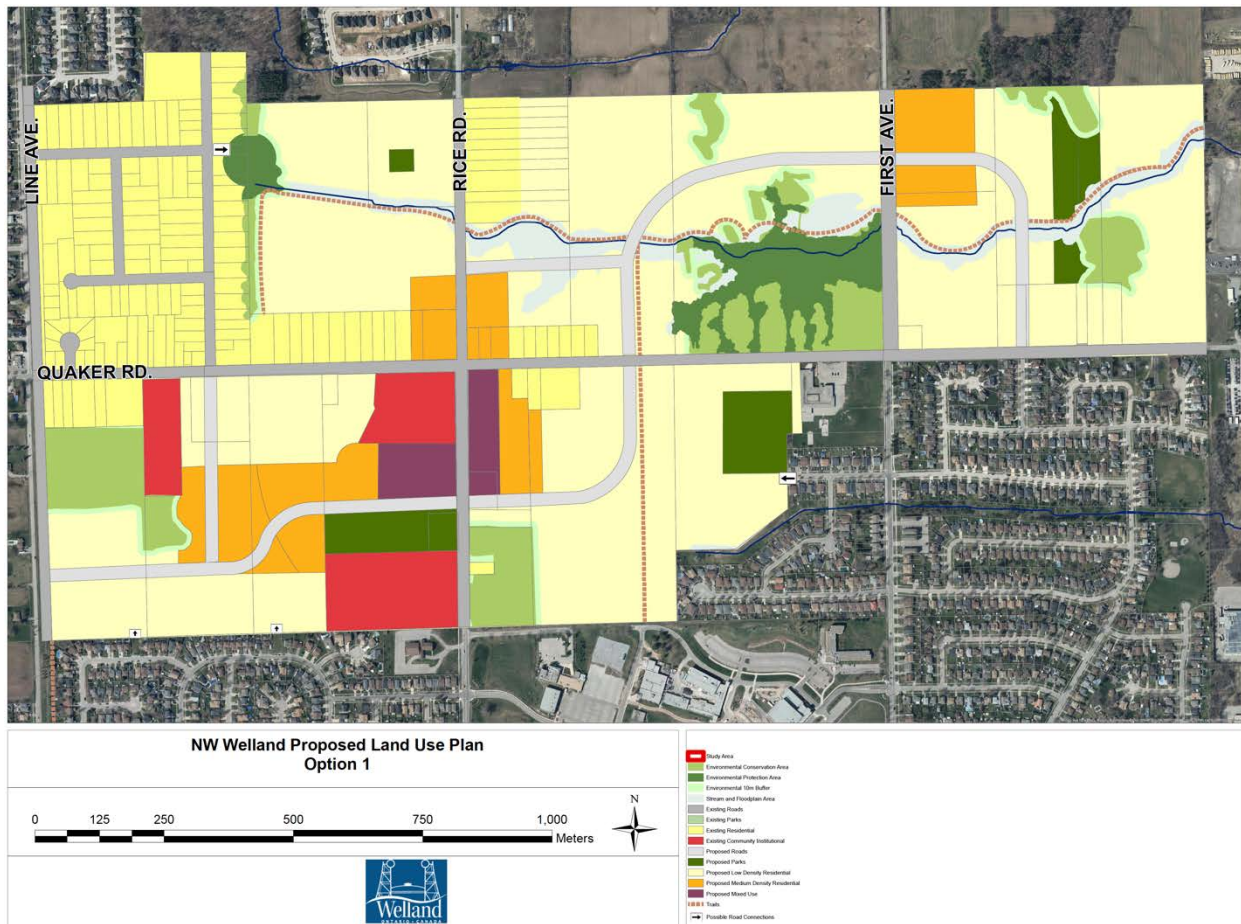 LINE AVE.
RICE RD.
FIRST AVE.
QUAKER RD.
NW Welland Proposed Land Use Plan
Option 1
0 125 250 500 750 1,000
Meters
N
Welland
ONTARIO • CANADA
Study Area
Environmental Conservation Area
Environmental Protection Area
Environmental 10m Buffer
Stream and Floodplain Area
Existing Roads
Existing Parks
Existing Residential
Existing Community Institutional
Proposed Roads
Proposed Parks
Proposed Low Density Residential
Proposed Medium Density Residential
Proposed Mixed Use
Trails
Possible Road Connections